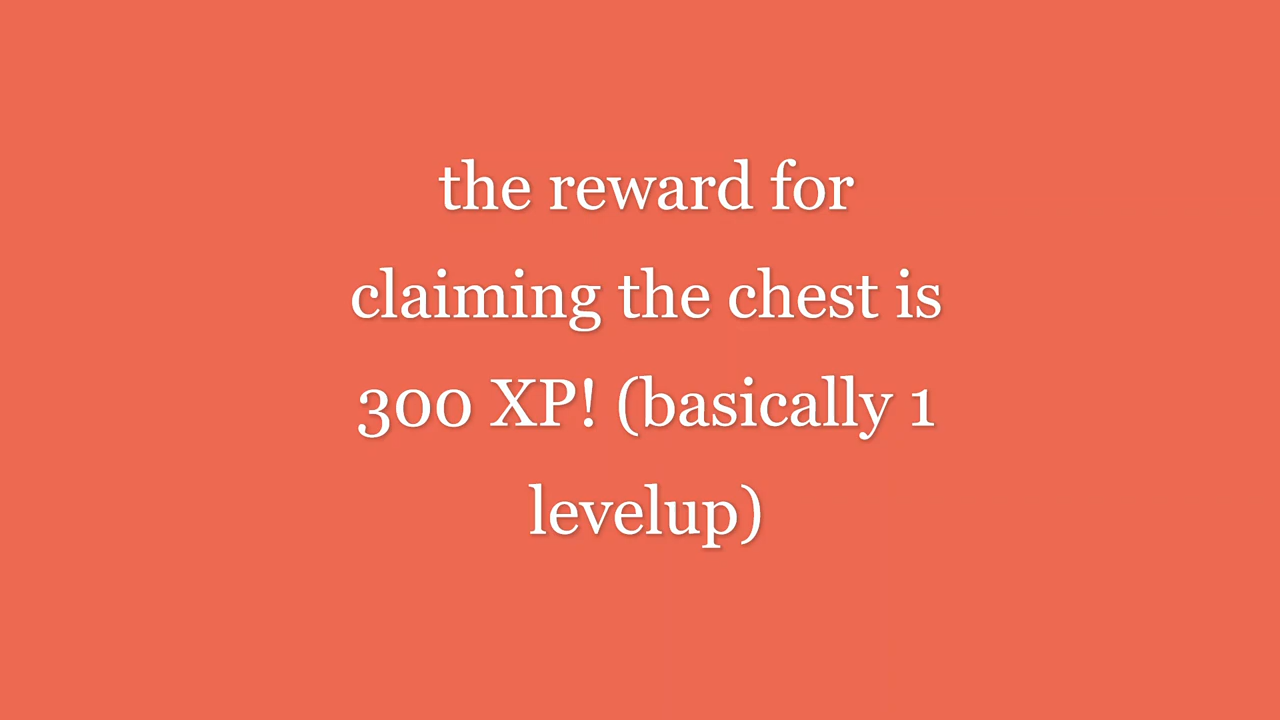 the reward for
claiming the chest is
300 XP! (basically 1
levelup)